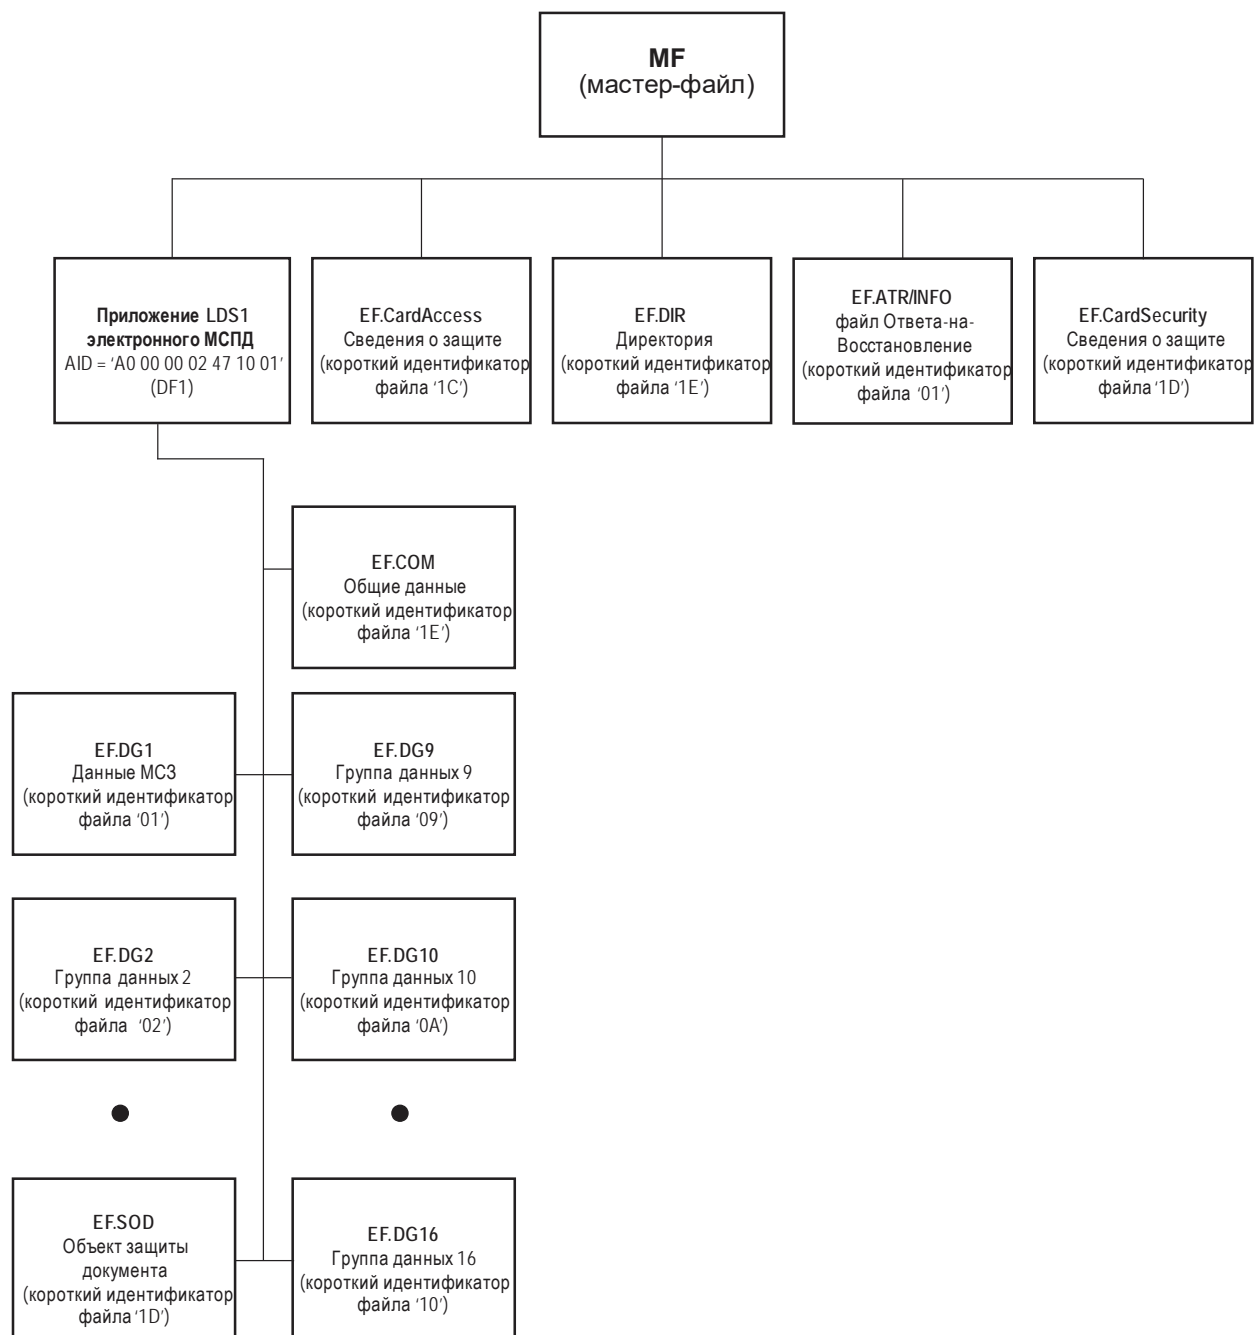 MF
(мастер-файл)
Приложение LDS1
электронного МСПД
AID = 'A0 00 00 02 47 10 01'
(DF1)
EF.CardAccess
Сведения о защите
(короткий идентификатор
файла '1C')
EF.DIR
Директория
(короткий идентификатор
файла '1E')
EF.ATR/INFO
файл Ответа-на-
Восстановление
(короткий идентификатор
файла '01')
EF.CardSecurity
Сведения о защите
(короткий идентификатор
файла '1D')
EF.COM
Общие данные
(короткий идентификатор
файла '1E')
EF.DG1
Данные МСЗ
(короткий идентификатор
файла '01')
EF.DG9
Группа данных 9
(короткий идентификатор
файла '09')
EF.DG2
Группа данных 2
(короткий идентификатор
файла '02')
EF.DG10
Группа данных 10
(короткий идентификатор
файла '0A')
EF.SOD
Объект защиты
документа
(короткий идентификатор
файла '1D')
EF.DG16
Группа данных 16
(короткий идентификатор
файла '10')